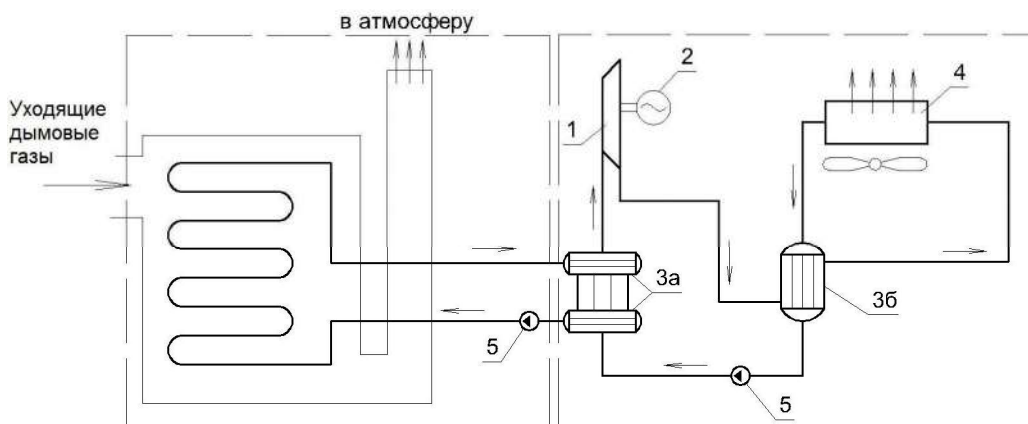 в атмосферу
Уходящие
дымовые
газы
1
2
4
3а
3б
5
5